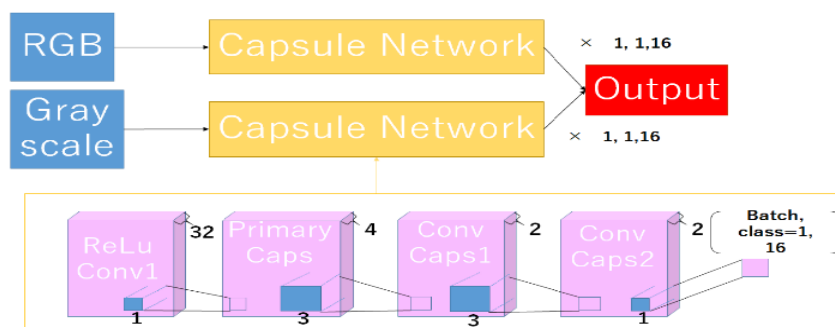 RGB
Capsule Network
× 1, 1,16
Gray
scale
Capsule Network
× 1, 1,16
Output
ReLu
Conv1
32
1
Primary
Caps
4
3
Conv
Caps1
2
3
Conv
Caps2
2
1
Batch,
class=1,
16